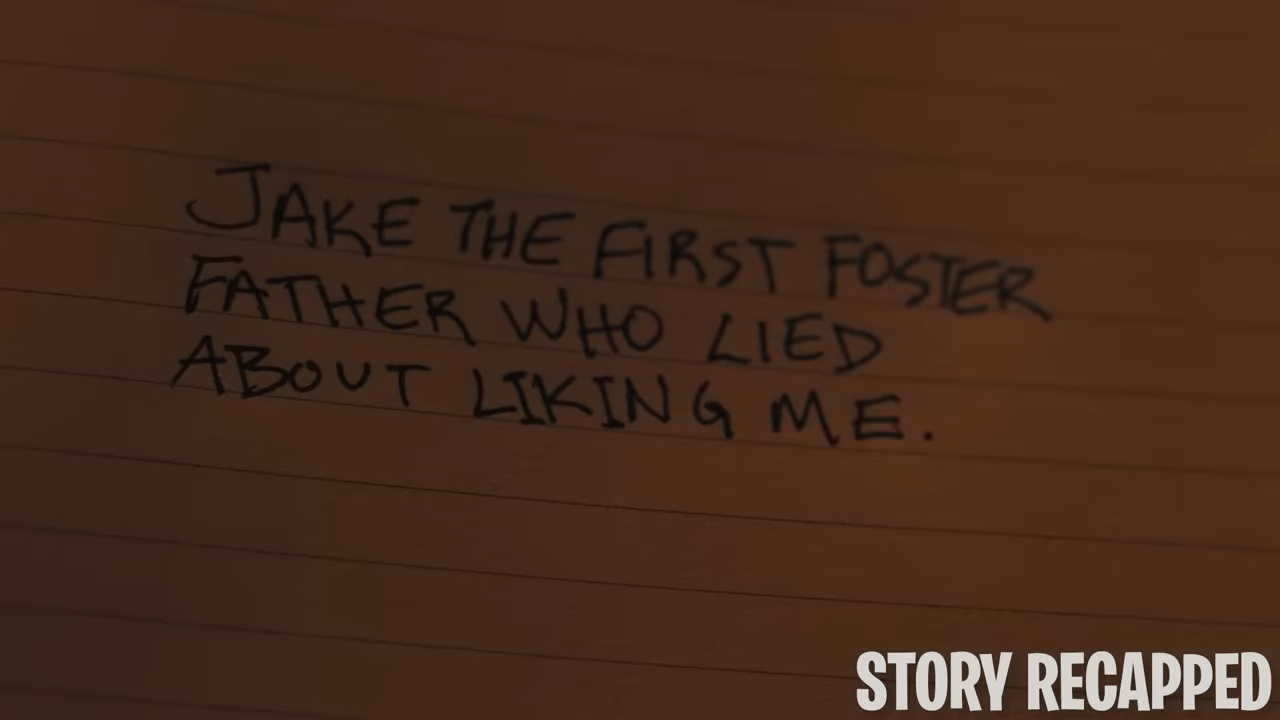 JAKE THE FIRST FOSTER
FATHER WHO LIED
ABOUT LIKING ME.
STORY RECAPPED